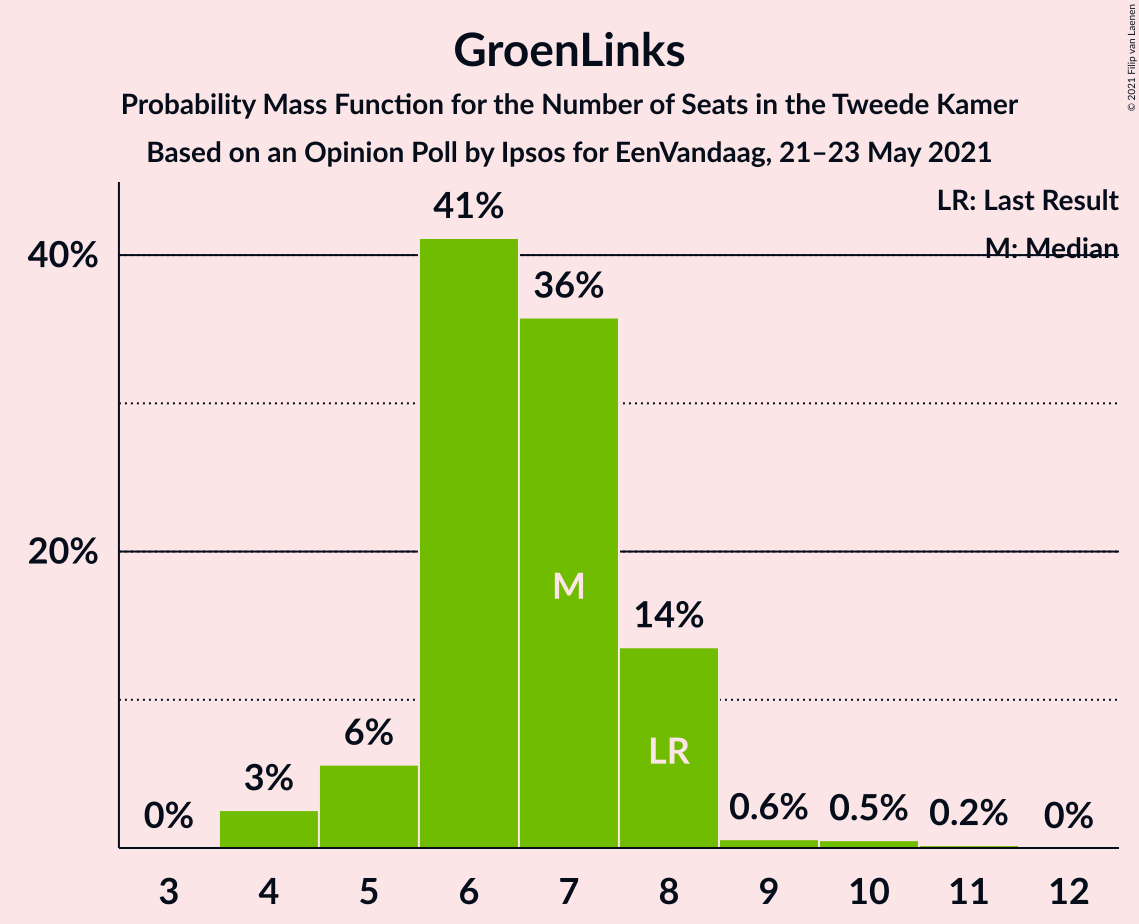 GroenLinks
Probability Mass Function for the Number of Seats in the Tweede Kamer
Based on an Opinion Poll by Ipsos for EenVandaag, 21–23 May 2021
© 2021 Filip van Laenen
LR: Last Result
M: Median
40%
20%
0%
3%
6%
41%
36%
14%
0.6%
0.5%
0.2%
0%
M
LR
3 4 5 6 7 8 9 10 11 12